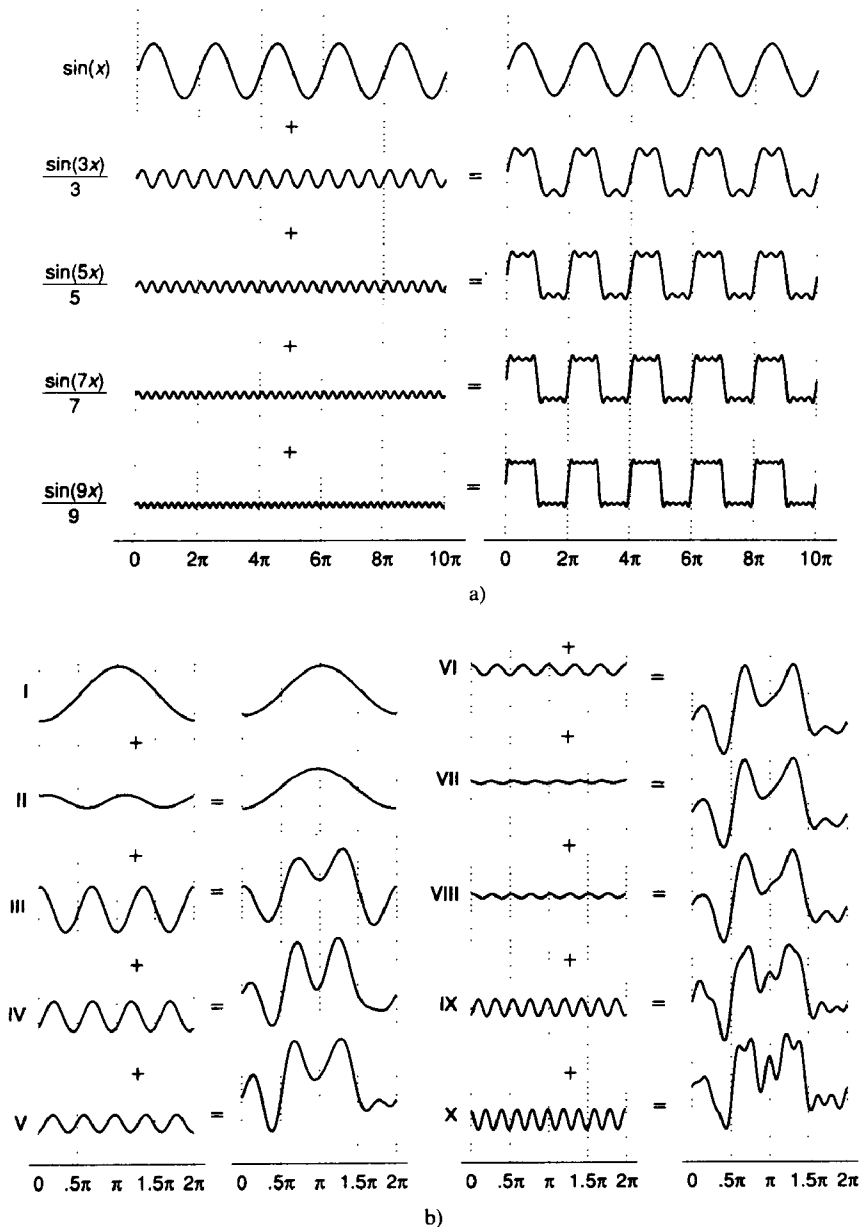 sin(x)
+
sin(3x)
3
=
+
sin(5x)
5
=
+
sin(7x)
7
=
+
sin(9x)
9
=
0 2π 4π 6π 8π 10π
0 2π 4π 6π 8π 10π
a)
I
+
II =
+
III =
+
IV =
+
V =
0 .5π π 1.5π 2π
0 .5π π 1.5π 2π
+
VI =
+
VII =
+
VIII =
+
IX =
+
X =
0 .5π π 1.5π 2π
0 .5π π 1.5π 2π
b)